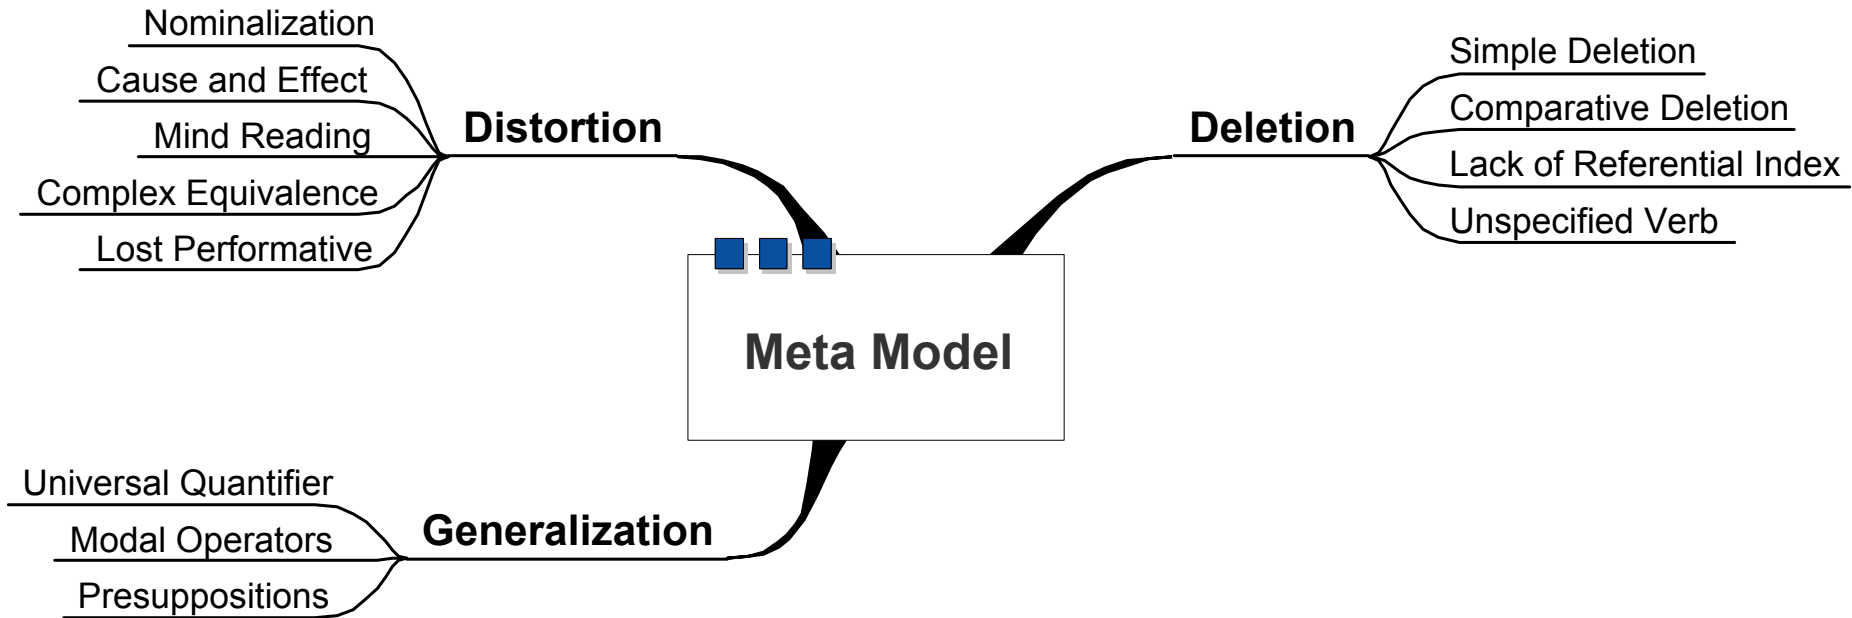 Meta Model
Distortion
Nominalization
Cause and Effect
Mind Reading
Complex Equivalence
Lost Performative
Deletion
Simple Deletion
Comparative Deletion
Lack of Referential Index
Unspecified Verb
Generalization
Universal Quantifier
Modal Operators
Presuppositions